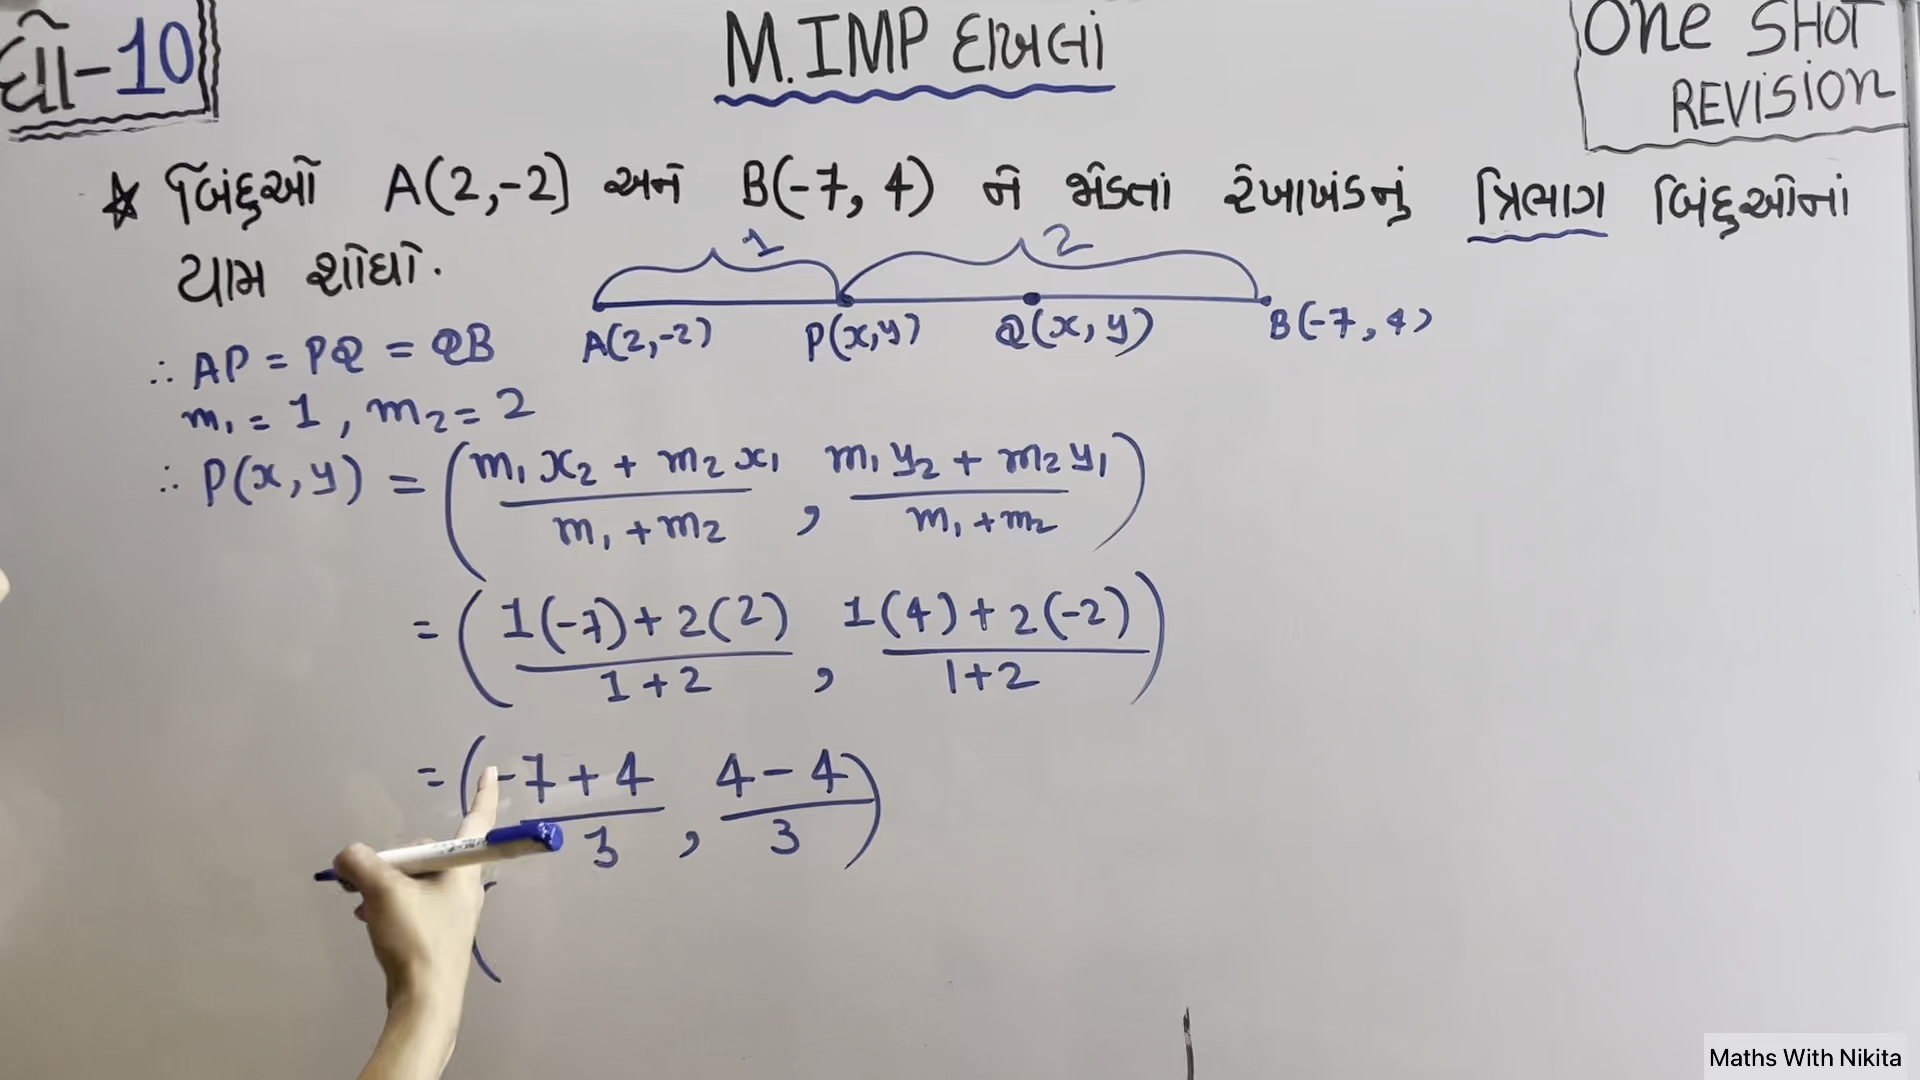 ધો-10
M.IMP દાખલાં
ONE SHOT
REVISION
★ બિંદુઓ A(2,-2) અને B(-7, 4) ને જોડતાં રેખાખંડનું ત્રિભાગ બિંદુઓનાં
યામ શોધો.
1 2
A(2,-2) P(x,y) Q(x, y) B(-7, 4)
∴ AP = PQ = QB
m₁ = 1, m₂ = 2
∴ P(x, y) = (m₁x₂ + m₂x₁ / m₁ + m₂ , m₁y₂ + m₂y₁ / m₁ + m₂)
= (1(-7) + 2(2) / 1+2 , 1(4) + 2(-2) / 1+2)
= (-7+4 / 3 , 4-4 / 3)
(
Maths With Nikita